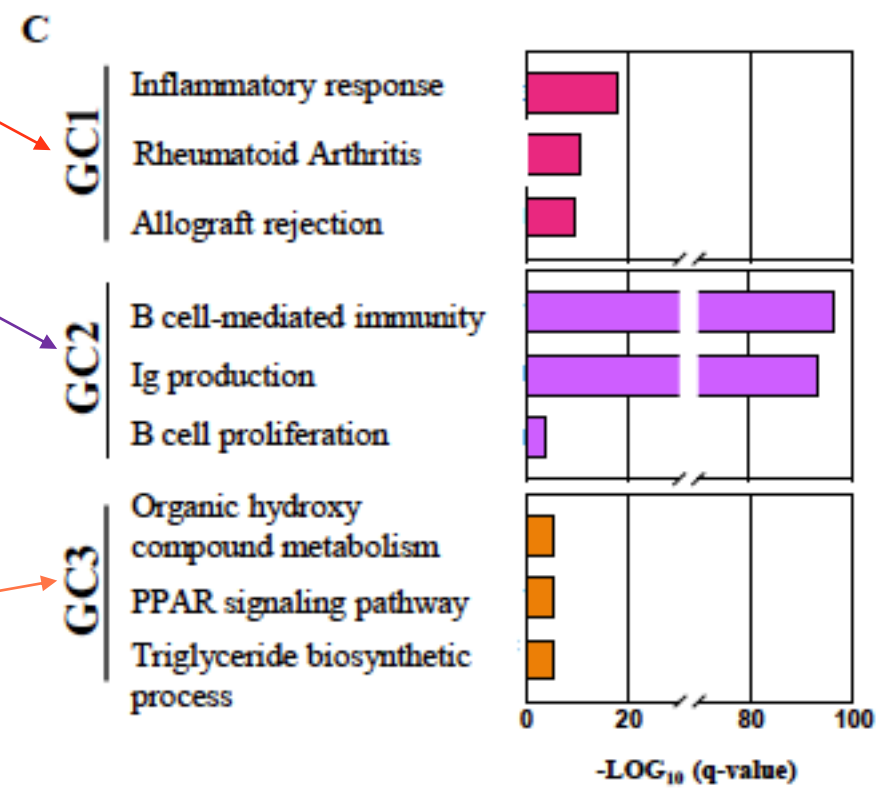 C
GC1
Inflammatory response
Rheumatoid Arthritis
Allograft rejection
GC2
B cell-mediated immunity
Ig production
B cell proliferation
GC3
Organic hydroxy
compound metabolism
PPAR signaling pathway
Triglyceride biosynthetic
process
0 20 80 100
-LOG₁₀ (q-value)